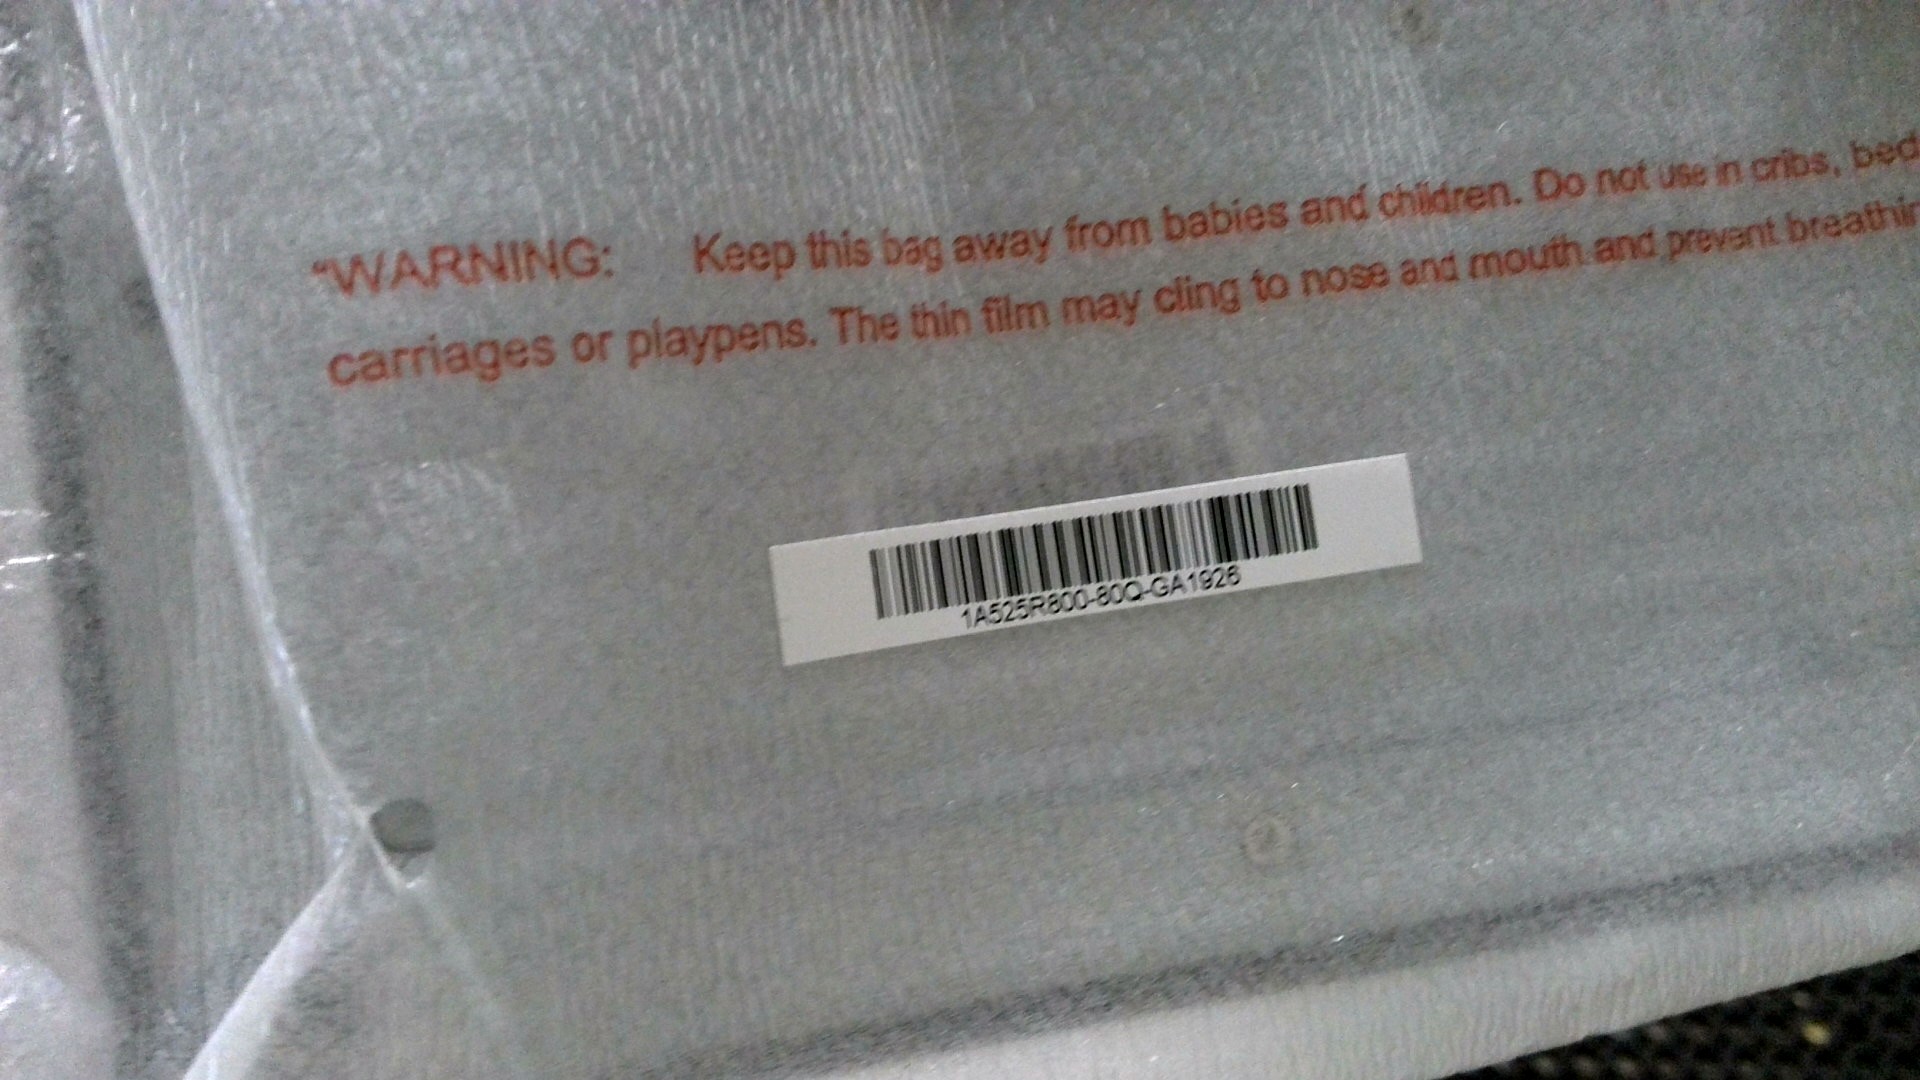 "WARNING: Keep this bag away from babies and children. Do not use in cribs, bed
carriages or playpens. The thin film may cling to nose and mouth and prevent breathin
1A525R800-80Q-GA1926